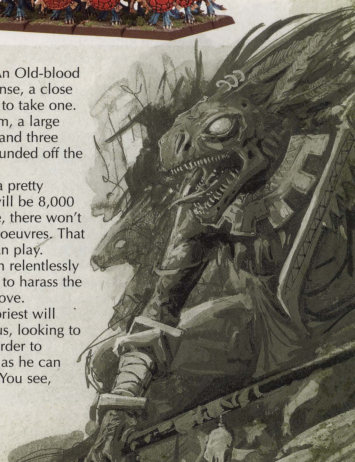 An Old-blood
nse, a close
to take one.
m, a large
and three
unded off the
a pretty
ill be 8,000
e, there won't
oeuvres. That
n play.
n relentlessly
to harass the
ove.
priest will
us, looking to
rder to
as he can
You see,